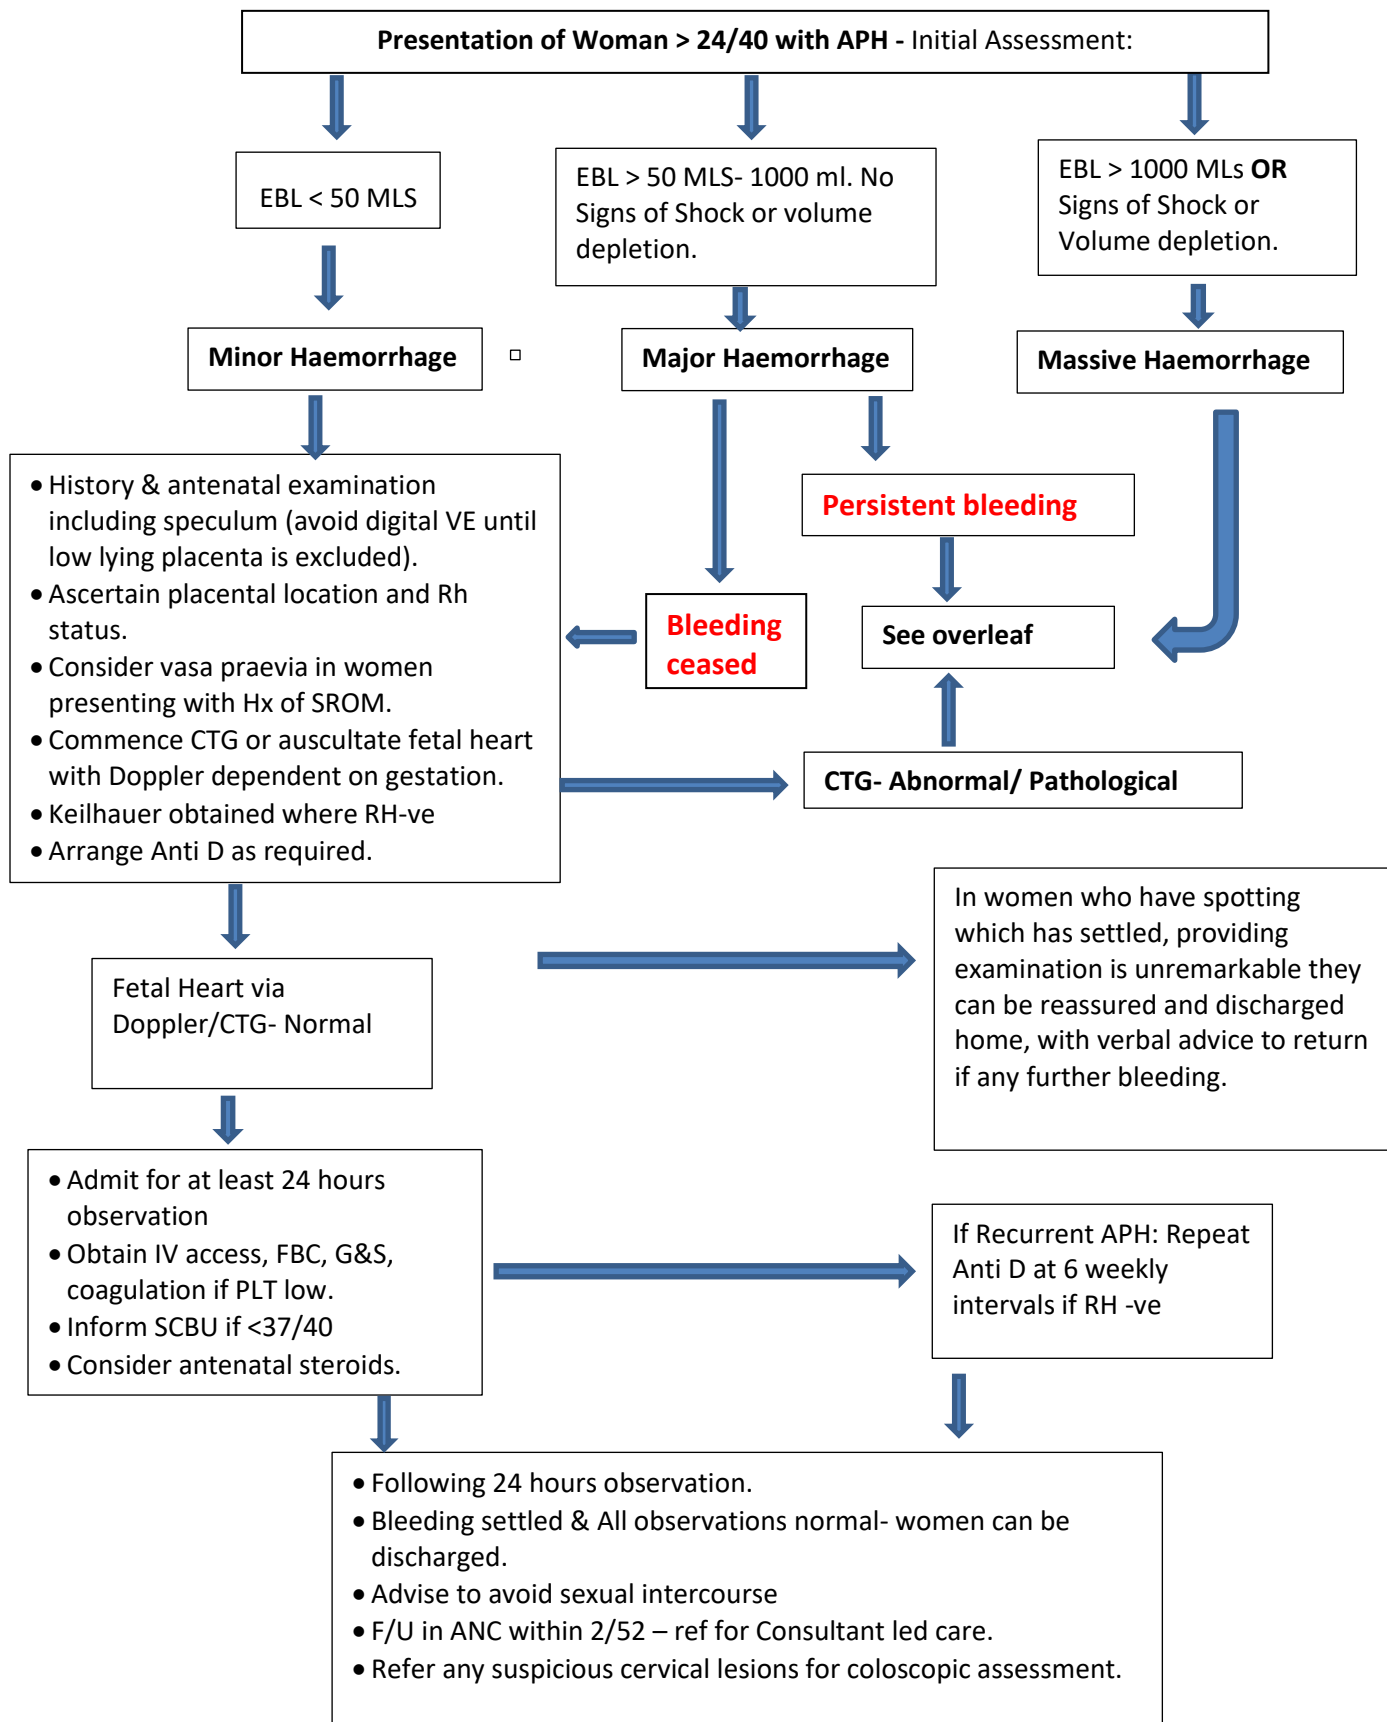 Presentation of Woman > 24/40 with APH - Initial Assessment:
EBL < 50 MLS
EBL > 50 MLS- 1000 ml. No
Signs of Shock or volume
depletion.
EBL > 1000 MLs OR
Signs of Shock or
Volume depletion.
Minor Haemorrhage
Major Haemorrhage
Massive Haemorrhage
• History & antenatal examination
including speculum (avoid digital VE until
low lying placenta is excluded).
• Ascertain placental location and Rh
status.
• Consider vasa praevia in women
presenting with Hx of SROM.
• Commence CTG or auscultate fetal heart
with Doppler dependent on gestation.
• Keilhauer obtained where RH-ve
• Arrange Anti D as required.
Persistent bleeding
Bleeding
ceased
See overleaf
CTG- Abnormal/ Pathological
In women who have spotting
which has settled, providing
examination is unremarkable they
can be reassured and discharged
home, with verbal advice to return
if any further bleeding.
Fetal Heart via
Doppler/CTG- Normal
• Admit for at least 24 hours
observation
• Obtain IV access, FBC, G&S,
coagulation if PLT low.
• Inform SCBU if <37/40
• Consider antenatal steroids.
If Recurrent APH: Repeat
Anti D at 6 weekly
intervals if RH -ve
• Following 24 hours observation.
• Bleeding settled & All observations normal- women can be
discharged.
• Advise to avoid sexual intercourse
• F/U in ANC within 2/52 – ref for Consultant led care.
• Refer any suspicious cervical lesions for coloscopic assessment.